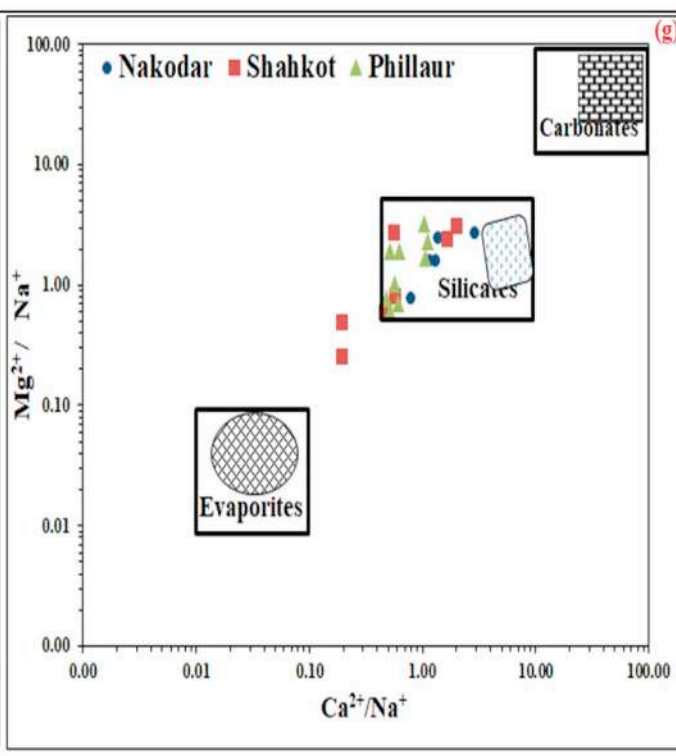 (g)
100.00
Nakodar Shahkot Phillaur
Carbonates
10.00
Silicates
1.00
Mg2+/ Na+
0.10
Evaporites
0.01
0.00
0.00 0.01 0.10 1.00 10.00 100.00
Ca2+/Na+